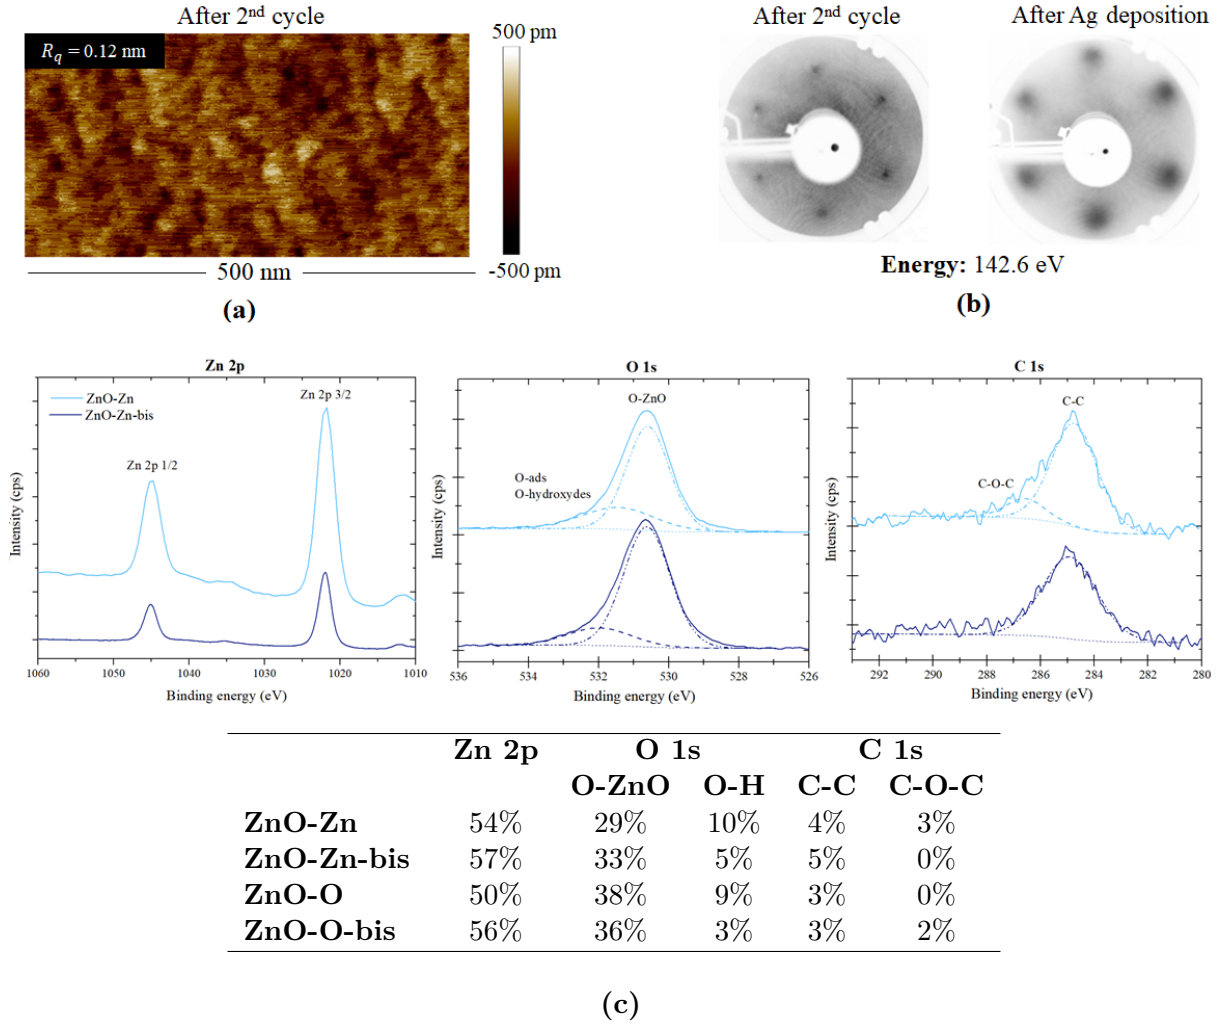 After 2nd cycle
Rq = 0.12 nm
500 pm
-500 pm
500 nm
(a)
After 2nd cycle
After Ag deposition
Energy: 142.6 eV
(b)
Zn 2p
ZnO-Zn
ZnO-Zn-bis
Zn 2p 3/2
Zn 2p 1/2
Intensity (cps)
1060 1050 1040 1030 1020 1010
Binding energy (eV)
O 1s
O-ZnO
O-ads
O-hydroxydes
Intensity (cps)
536 534 532 530 528 526
Binding energy (eV)
C 1s
C-C
C-O-C
Intensity (cps)
292 290 288 286 284 282 280
Binding energy (eV)
Zn 2p O 1s C 1s
O-ZnO O-H C-C C-O-C
ZnO-Zn 54% 29% 10% 4% 3%
ZnO-Zn-bis 57% 33% 5% 5% 0%
ZnO-O 50% 38% 9% 3% 0%
ZnO-O-bis 56% 36% 3% 3% 2%
(c)